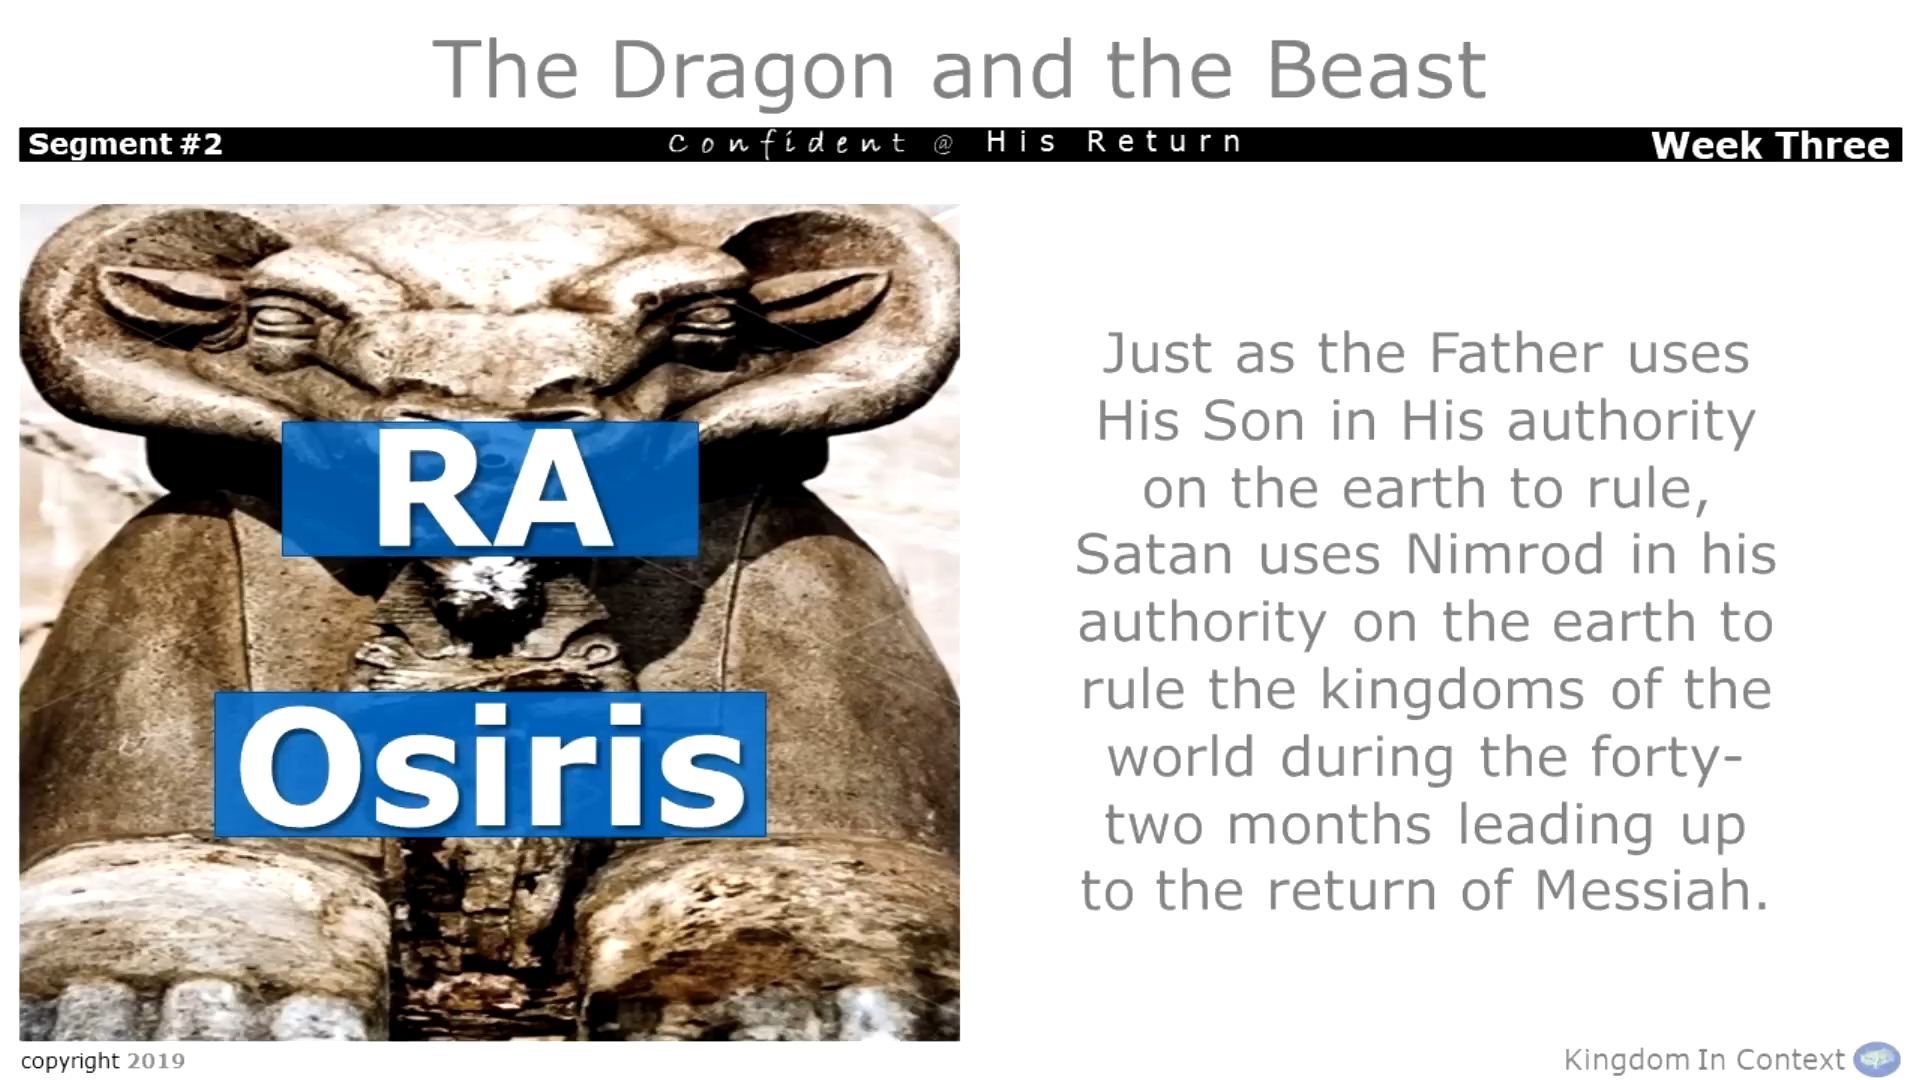 The Dragon and the Beast
Segment #2
Confident @ His Return
Week Three
RA
Osiris
Just as the Father uses
His Son in His authority
on the earth to rule,
Satan uses Nimrod in his
authority on the earth to
rule the kingdoms of the
world during the forty-
two months leading up
to the return of Messiah.
copyright 2019
Kingdom In Context